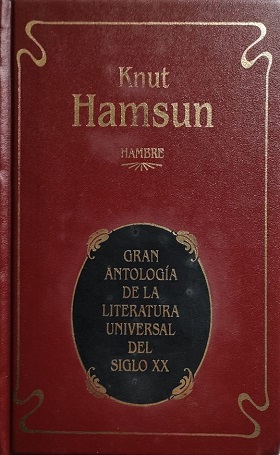 Knut
Hamsun
HAMBRE
GRAN
ANTOLOGÍA
DE LA
LITERATURA
UNIVERSAL
DEL
SIGLO XX